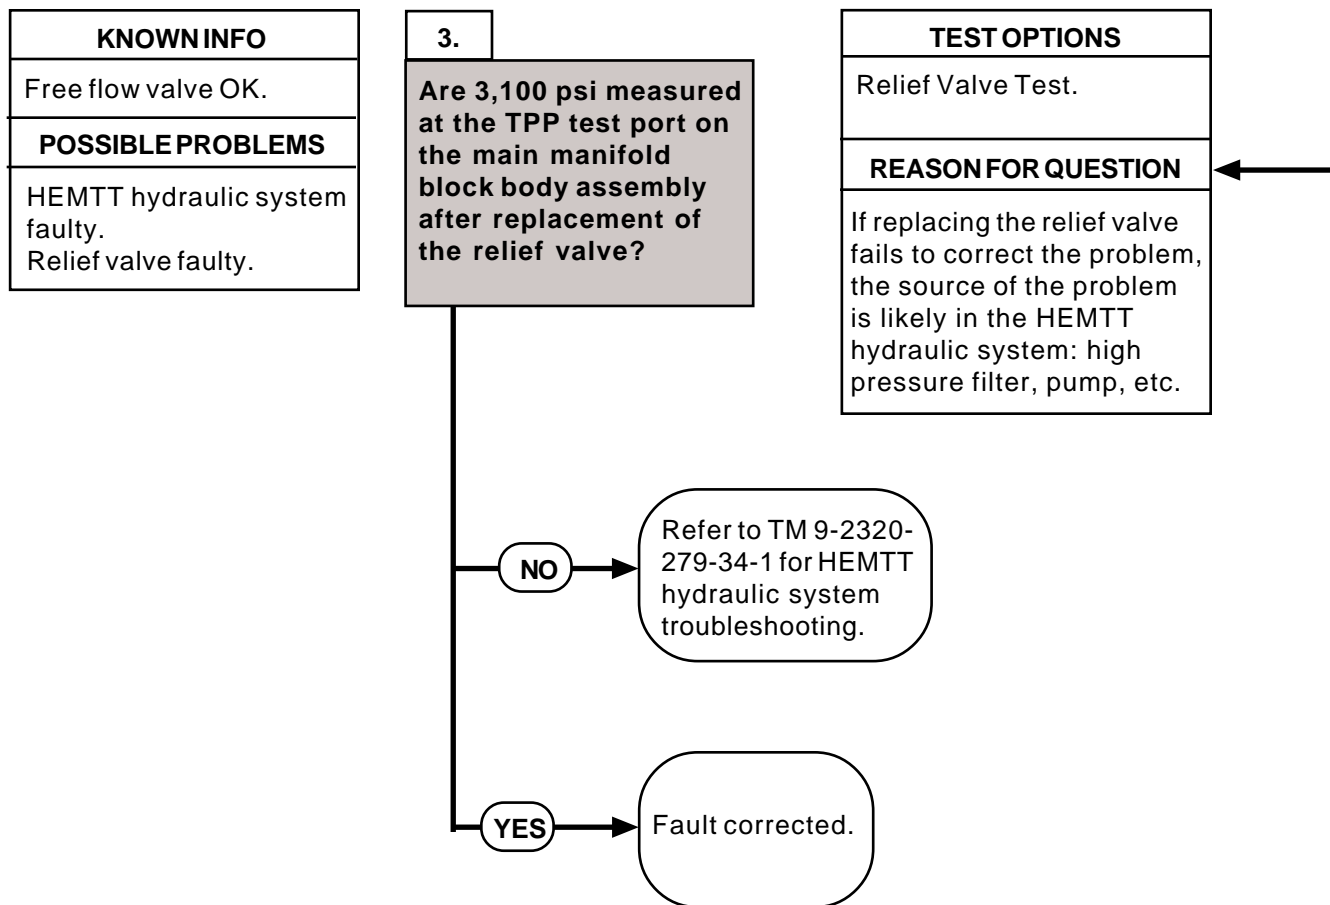 KNOWN INFO
Free flow valve OK.
POSSIBLE PROBLEMS
HEMTT hydraulic system
faulty.
Relief valve faulty.
3.
Are 3,100 psi measured
at the TPP test port on
the main manifold
block body assembly
after replacement of
the relief valve?
TEST OPTIONS
Relief Valve Test.
REASON FOR QUESTION
If replacing the relief valve
fails to correct the problem,
the source of the problem
is likely in the HEMTT
hydraulic system: high
pressure filter, pump, etc.
NO
Refer to TM 9-2320-
279-34-1 for HEMTT
hydraulic system
troubleshooting.
YES
Fault corrected.